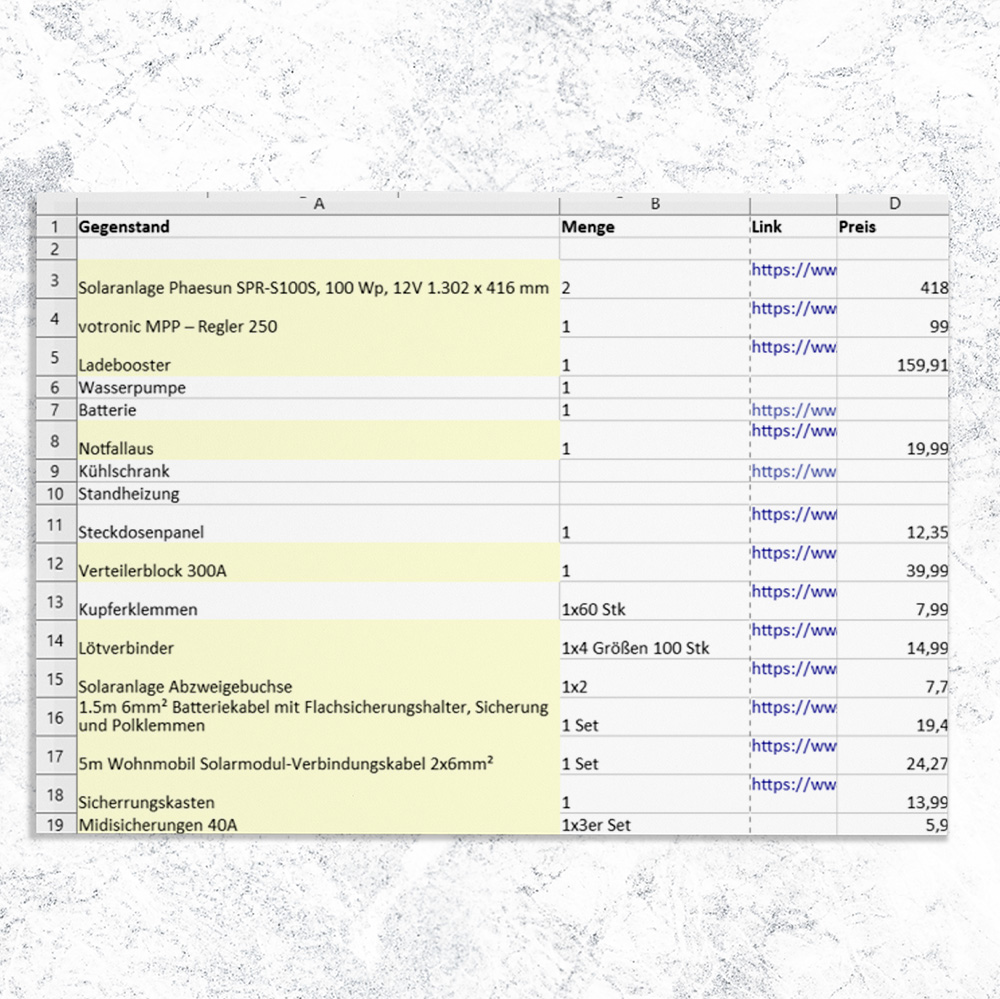 A B D
1 Gegenstand Menge Link Preis
2
3 Solaranlage Phaesun SPR-S100S, 100 Wp, 12V 1.302 x 416 mm 2 https://ww 418
4 votronic MPP – Regler 250 1 https://ww 99
5 Ladebooster 1 https://ww 159,91
6 Wasserpumpe 1
7 Batterie 1 https://ww
8 Notfallaus 1 https://ww 19,99
9 Kühlschrank https://ww
10 Standheizung
11 Steckdosenpanel 1 https://ww 12,35
12 Verteilerblock 300A 1 https://ww 39,99
13 Kupferklemmen 1x60 Stk https://ww 7,99
14 Lötverbinder 1x4 Größen 100 Stk https://ww 14,99
15 Solaranlage Abzweigebuchse 1x2 https://ww 7,7
16 1.5m 6mm² Batteriekabel mit Flachsicherungshalter, Sicherung
und Polklemmen 1 Set https://ww 19,4
17 5m Wohnmobil Solarmodul-Verbindungskabel 2x6mm² 1 Set https://ww 24,27
18 Sicherrungskasten 1 https://ww 13,99
19 Midisicherungen 40A 1x3er Set 5,9